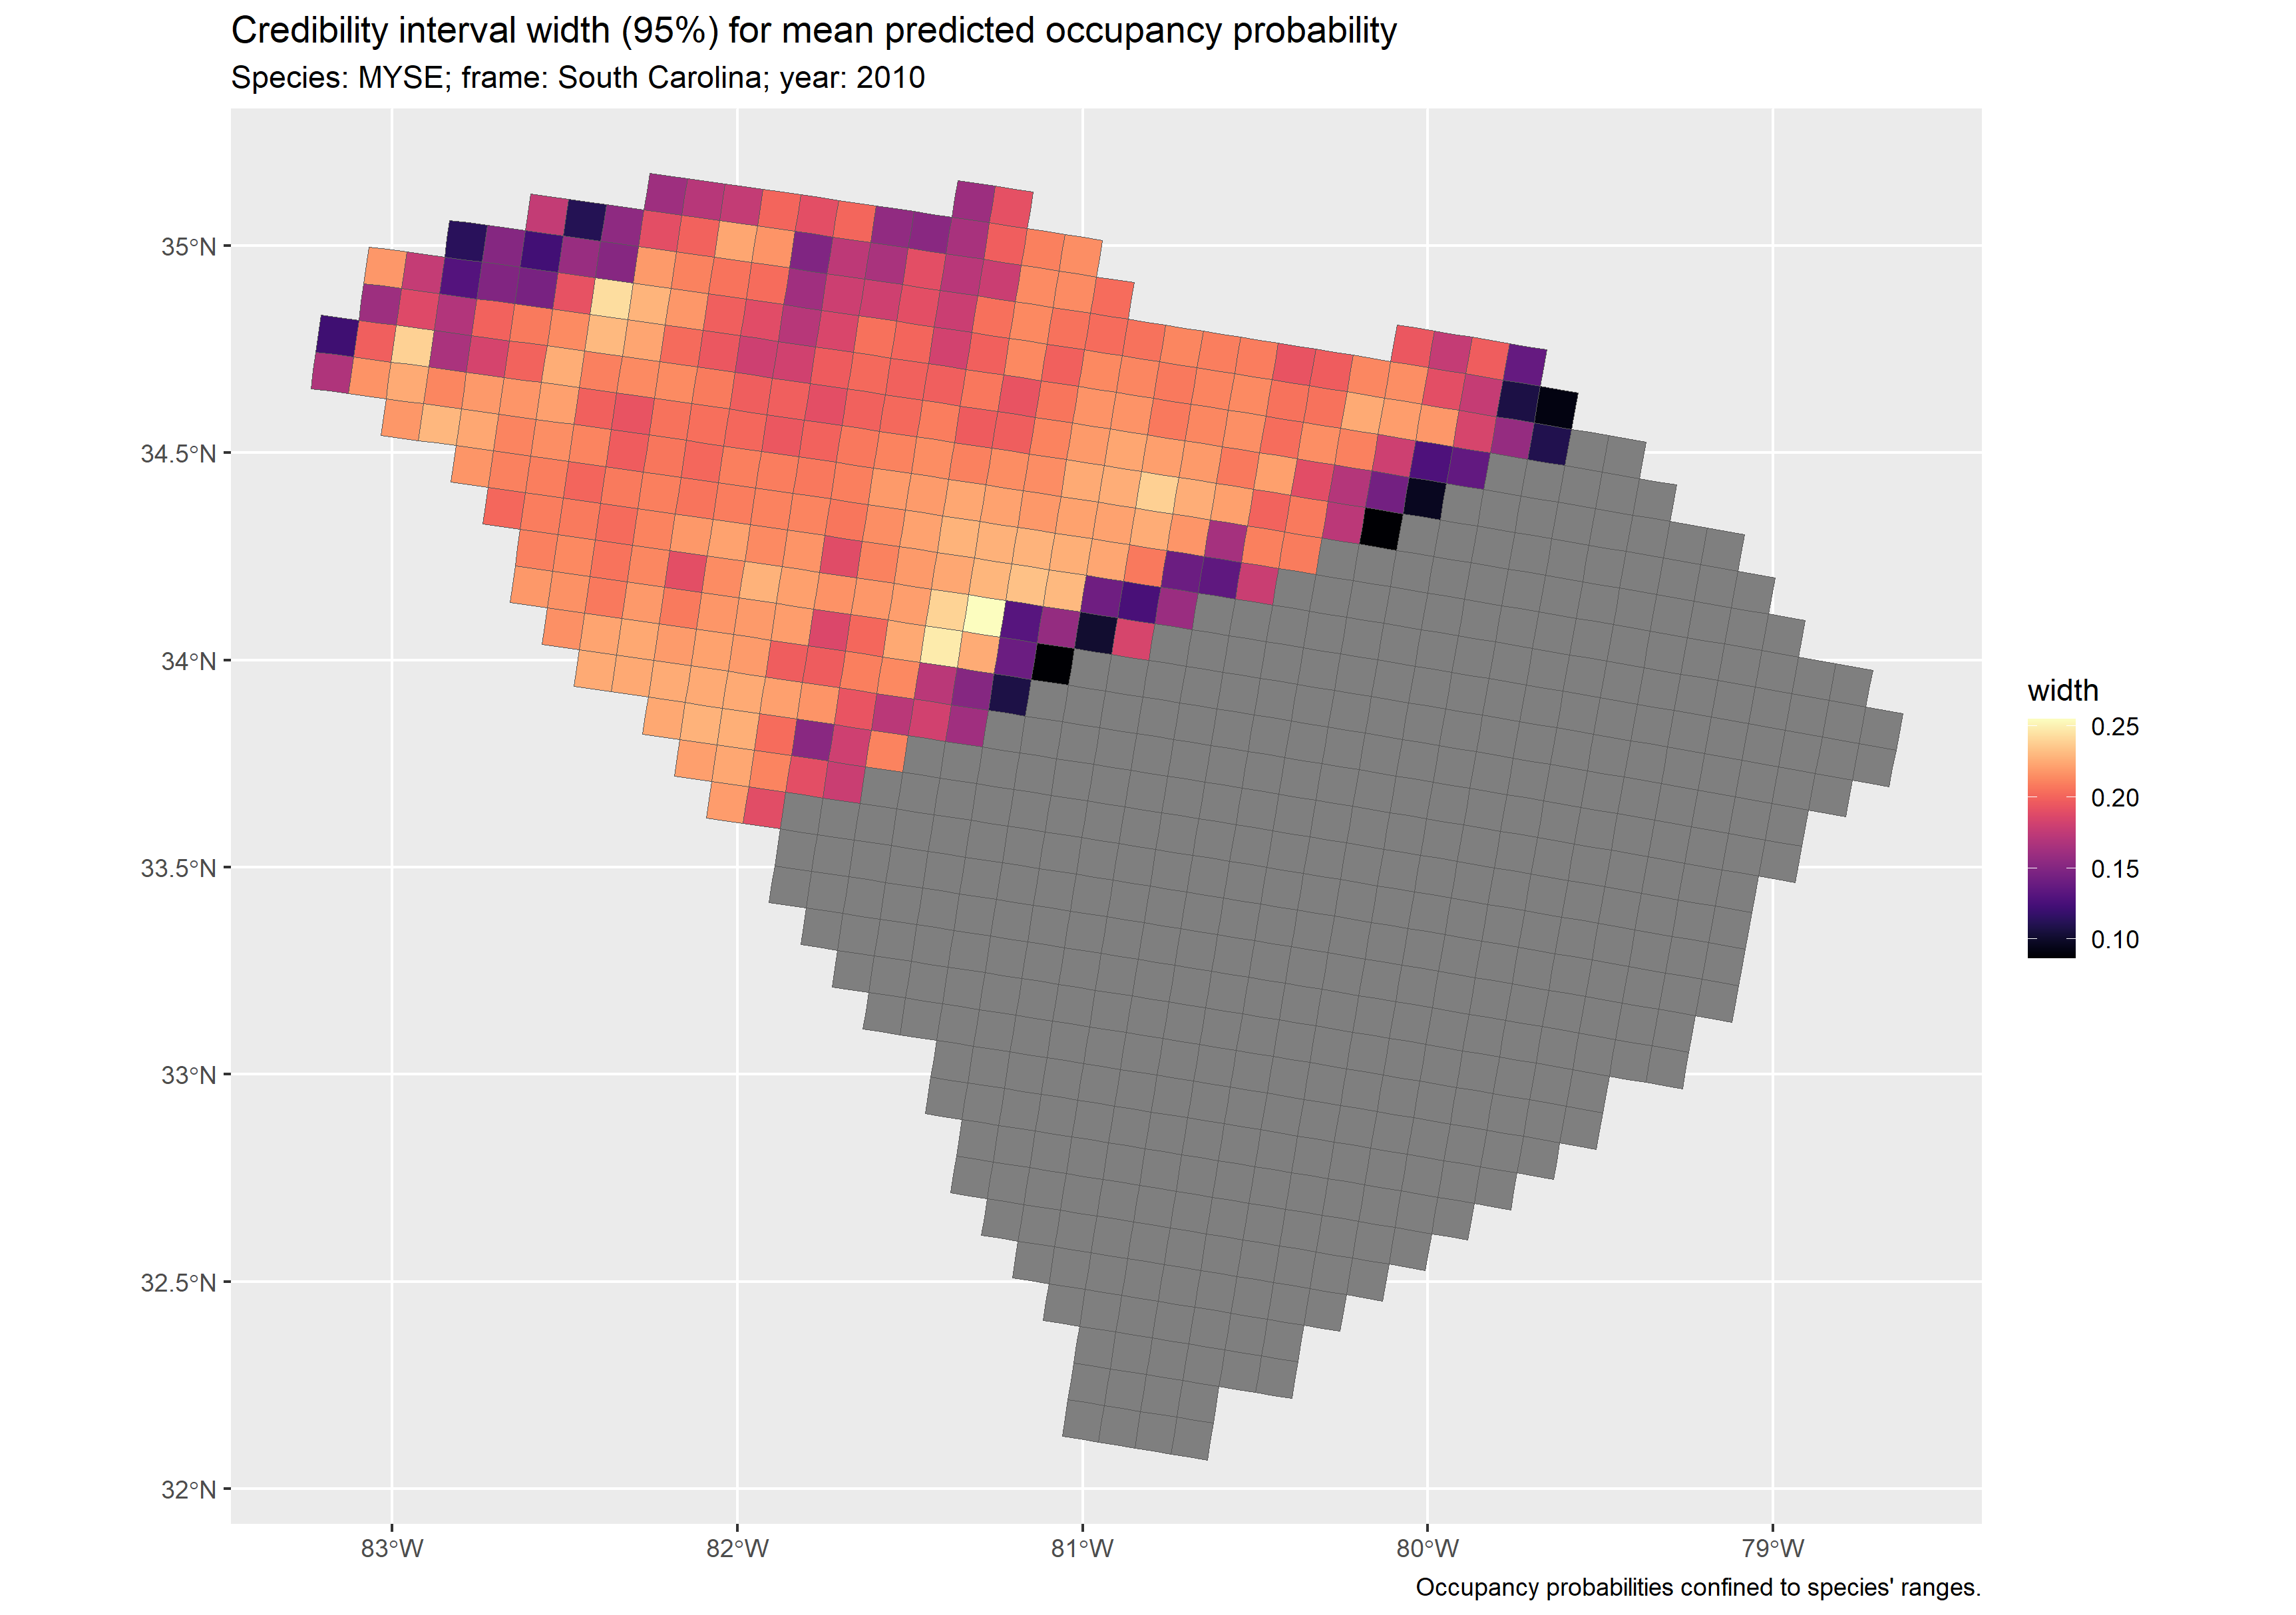 Credibility interval width (95%) for mean predicted occupancy probability
Species: MYSE; frame: South Carolina; year: 2010
35°N
34.5°N
34°N
33.5°N
33°N
32.5°N
32°N
83°W
82°W
81°W
80°W
79°W
width
0.25
0.20
0.15
0.10
Occupancy probabilities confined to species' ranges.